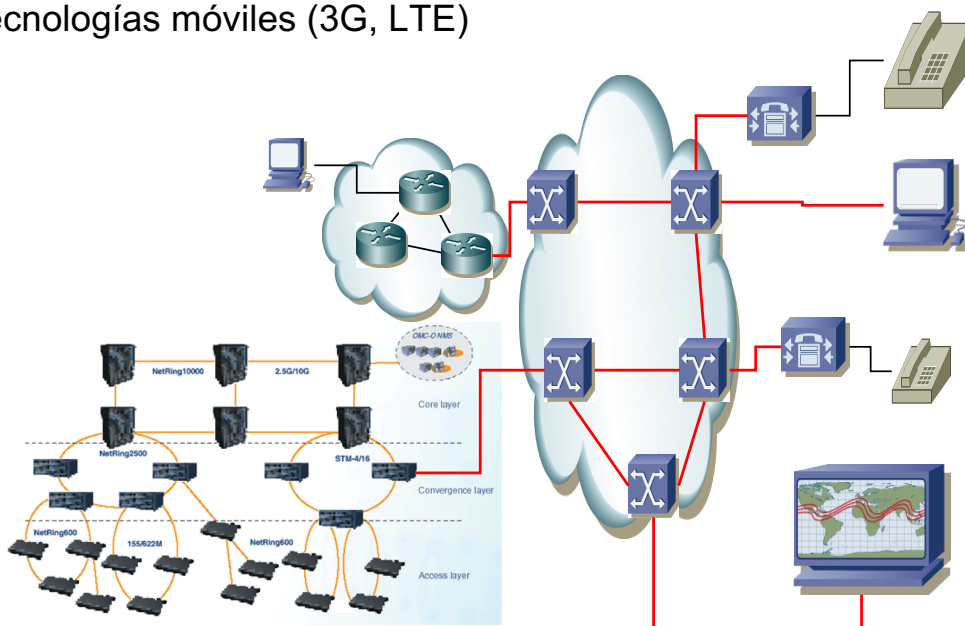 ecnologías móviles (3G, LTE)
OMC-O NMS
NetRing10000
2.5G/10G
Core layer
NetRing2500
STM-4/16
Convergence layer
NetRing600
155/622M
NetRing600
Access layer